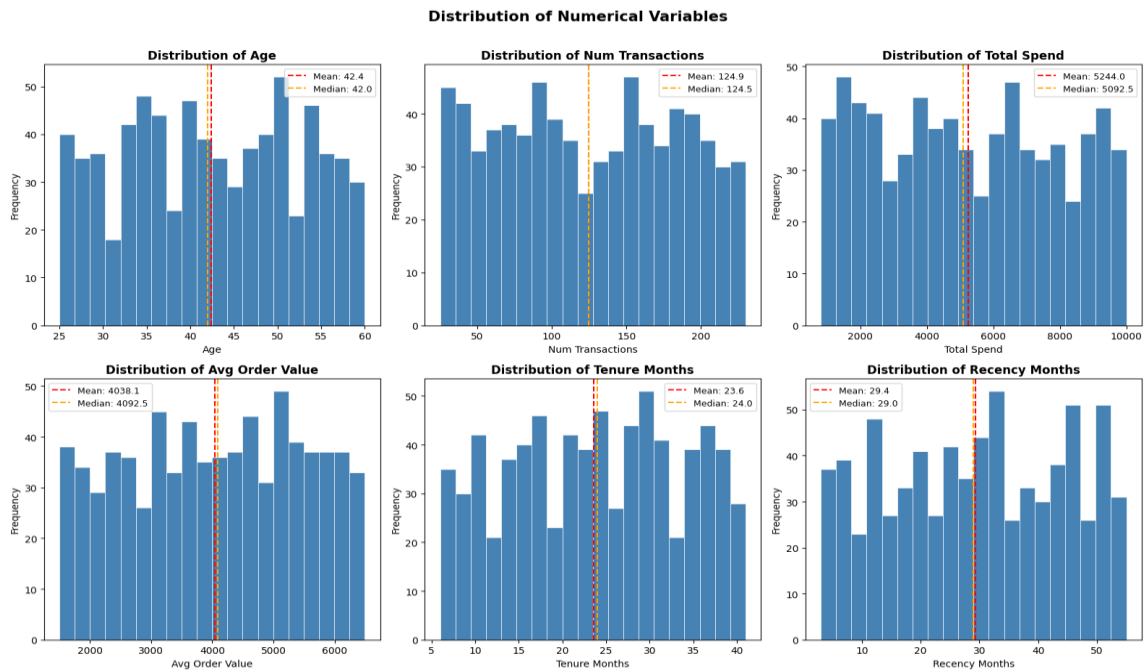 Distribution of Numerical Variables
Distribution of Age
Mean: 42.4
Median: 42.0
50
40
30
20
10
0
Frequency
25 30 35 40 45 50 55 60
Age
Distribution of Num Transactions
Mean: 124.9
Median: 124.5
40
30
20
10
0
Frequency
50 100 150 200
Num Transactions
Distribution of Total Spend
Mean: 5244.0
Median: 5092.5
50
40
30
20
10
0
Frequency
2000 4000 6000 8000 10000
Total Spend
Distribution of Avg Order Value
Mean: 4038.1
Median: 4092.5
50
40
30
20
10
0
Frequency
2000 3000 4000 5000 6000
Avg Order Value
Distribution of Tenure Months
Mean: 23.6
Median: 24.0
50
40
30
20
10
0
Frequency
5 10 15 20 25 30 35 40
Tenure Months
Distribution of Recency Months
Mean: 29.4
Median: 29.0
50
40
30
20
10
0
Frequency
10 20 30 40 50
Recency Months